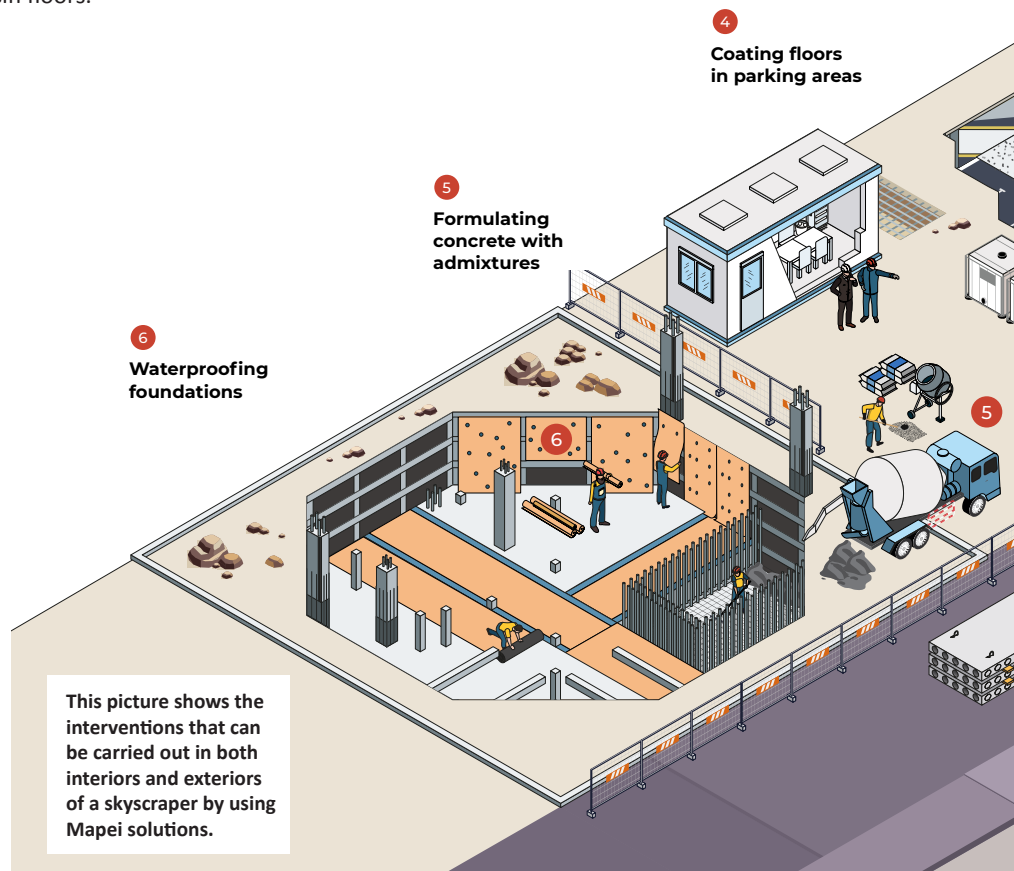 4
Coating floors
in parking areas
5
Formulating
concrete with
admixtures
6
Waterproofing
foundations
6
5
This picture shows the
interventions that can
be carried out in both
interiors and exteriors
of a skyscraper by using
Mapei solutions.